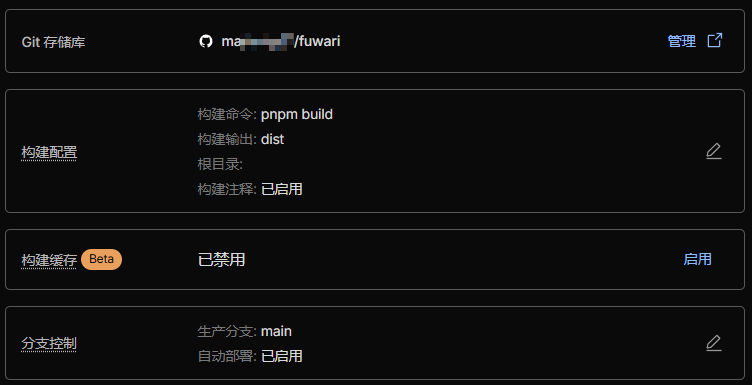 Git 存储库
ma /fuwari
管理
构建配置
构建命令: pnpm build
构建输出: dist
根目录:
构建注释: 已启用
构建缓存 Beta
已禁用
启用
分支控制
生产分支: main
自动部署: 已启用